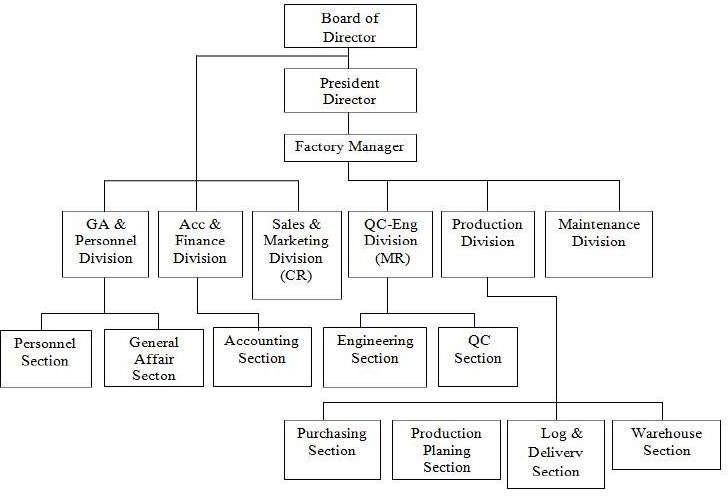 Board of
Director
President
Director
Factory Manager
GA &
Personnel
Division
Acc &
Finance
Division
Sales &
Marketing
Division
(CR)
QC-Eng
Division
(MR)
Production
Division
Maintenance
Division
Personnel
Section
General
Affair
Secton
Accounting
Section
Engineering
Section
QC
Section
Purchasing
Section
Production
Planing
Section
Log &
Delivery
Section
Warehouse
Section